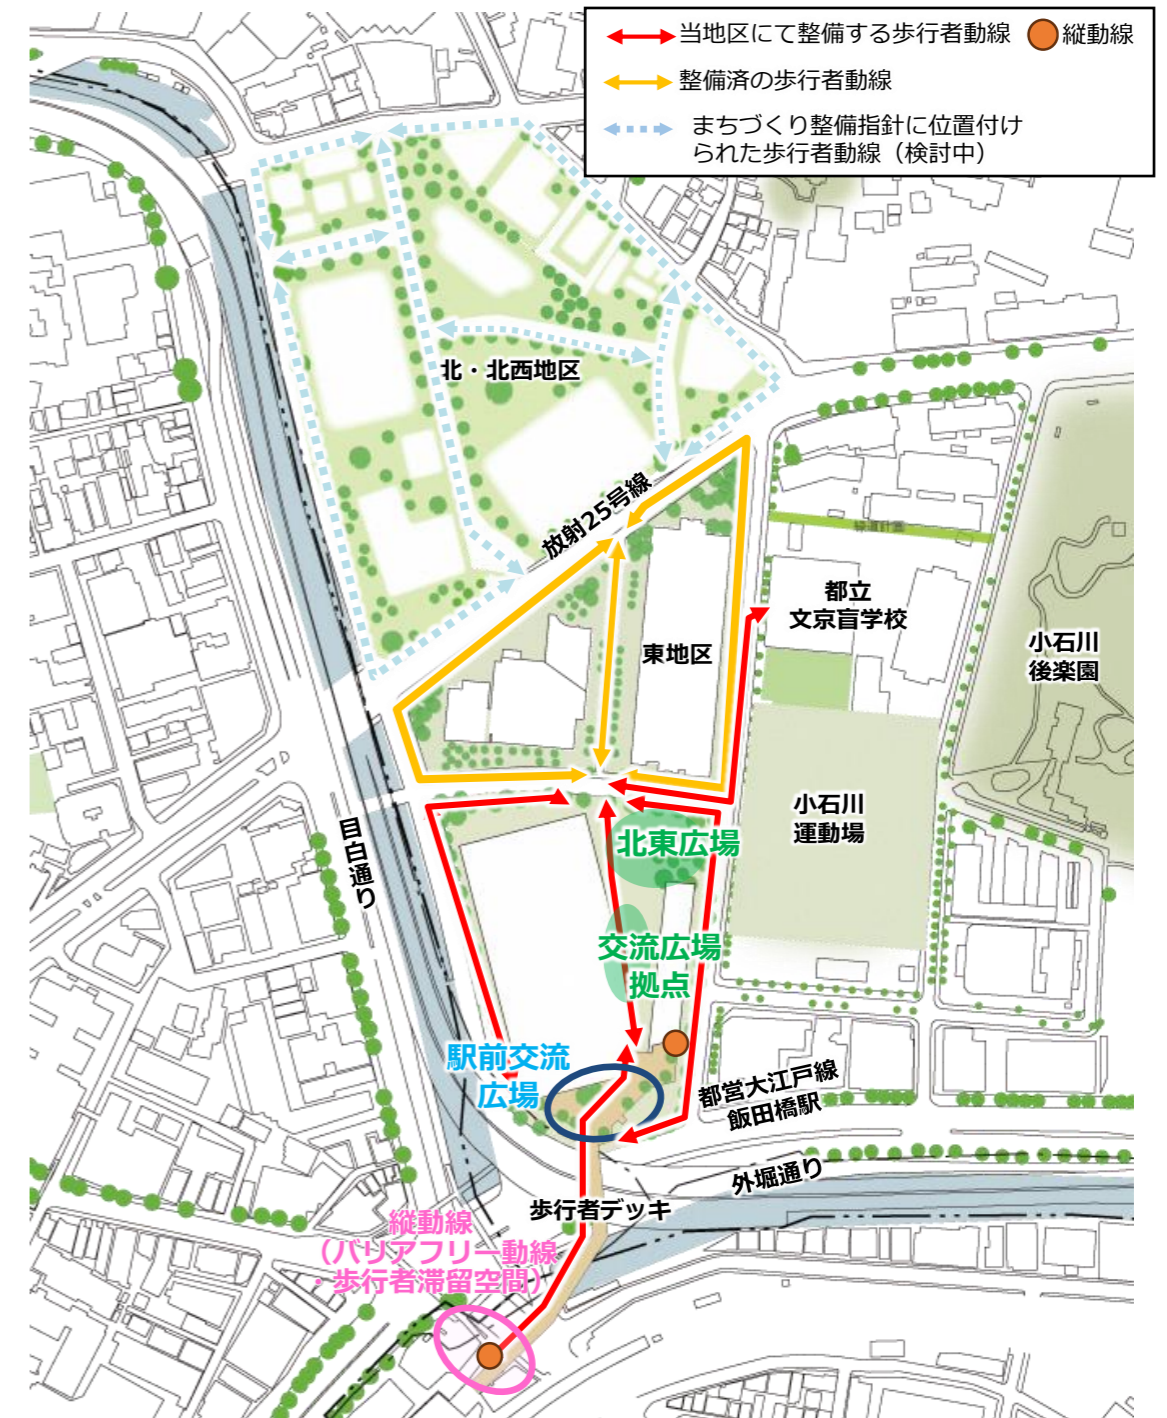 当地区にて整備する歩行者動線
縦動線
整備済の歩行者動線
まちづくり整備指針に位置付け
られた歩行者動線（検討中）
北・北西地区
放射25号線
都立
文京盲学校
東地区
小石川
後楽園
小石川
運動場
目白通り
北東広場
交流広場
拠点
駅前交流
広場
都営大江戸線
飯田橋駅
外堀通り
歩行者デッキ
縦動線
（バリアフリー動線
・歩行者滞留空間）